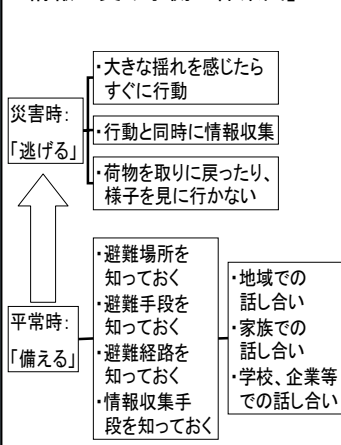 災害時:
「逃げる」
・大きな揺れを感じたら
すぐに行動
・行動と同時に情報収集
・荷物を取りに戻ったり、
様子を見に行かない
平常時:
「備える」
・避難場所を
知っておく
・避難手段を
知っておく
・避難経路を
知っておく
・情報収集手
段を知っておく
・地域での
話し合い
・家族での
話し合い
・学校、企業等
での話し合い